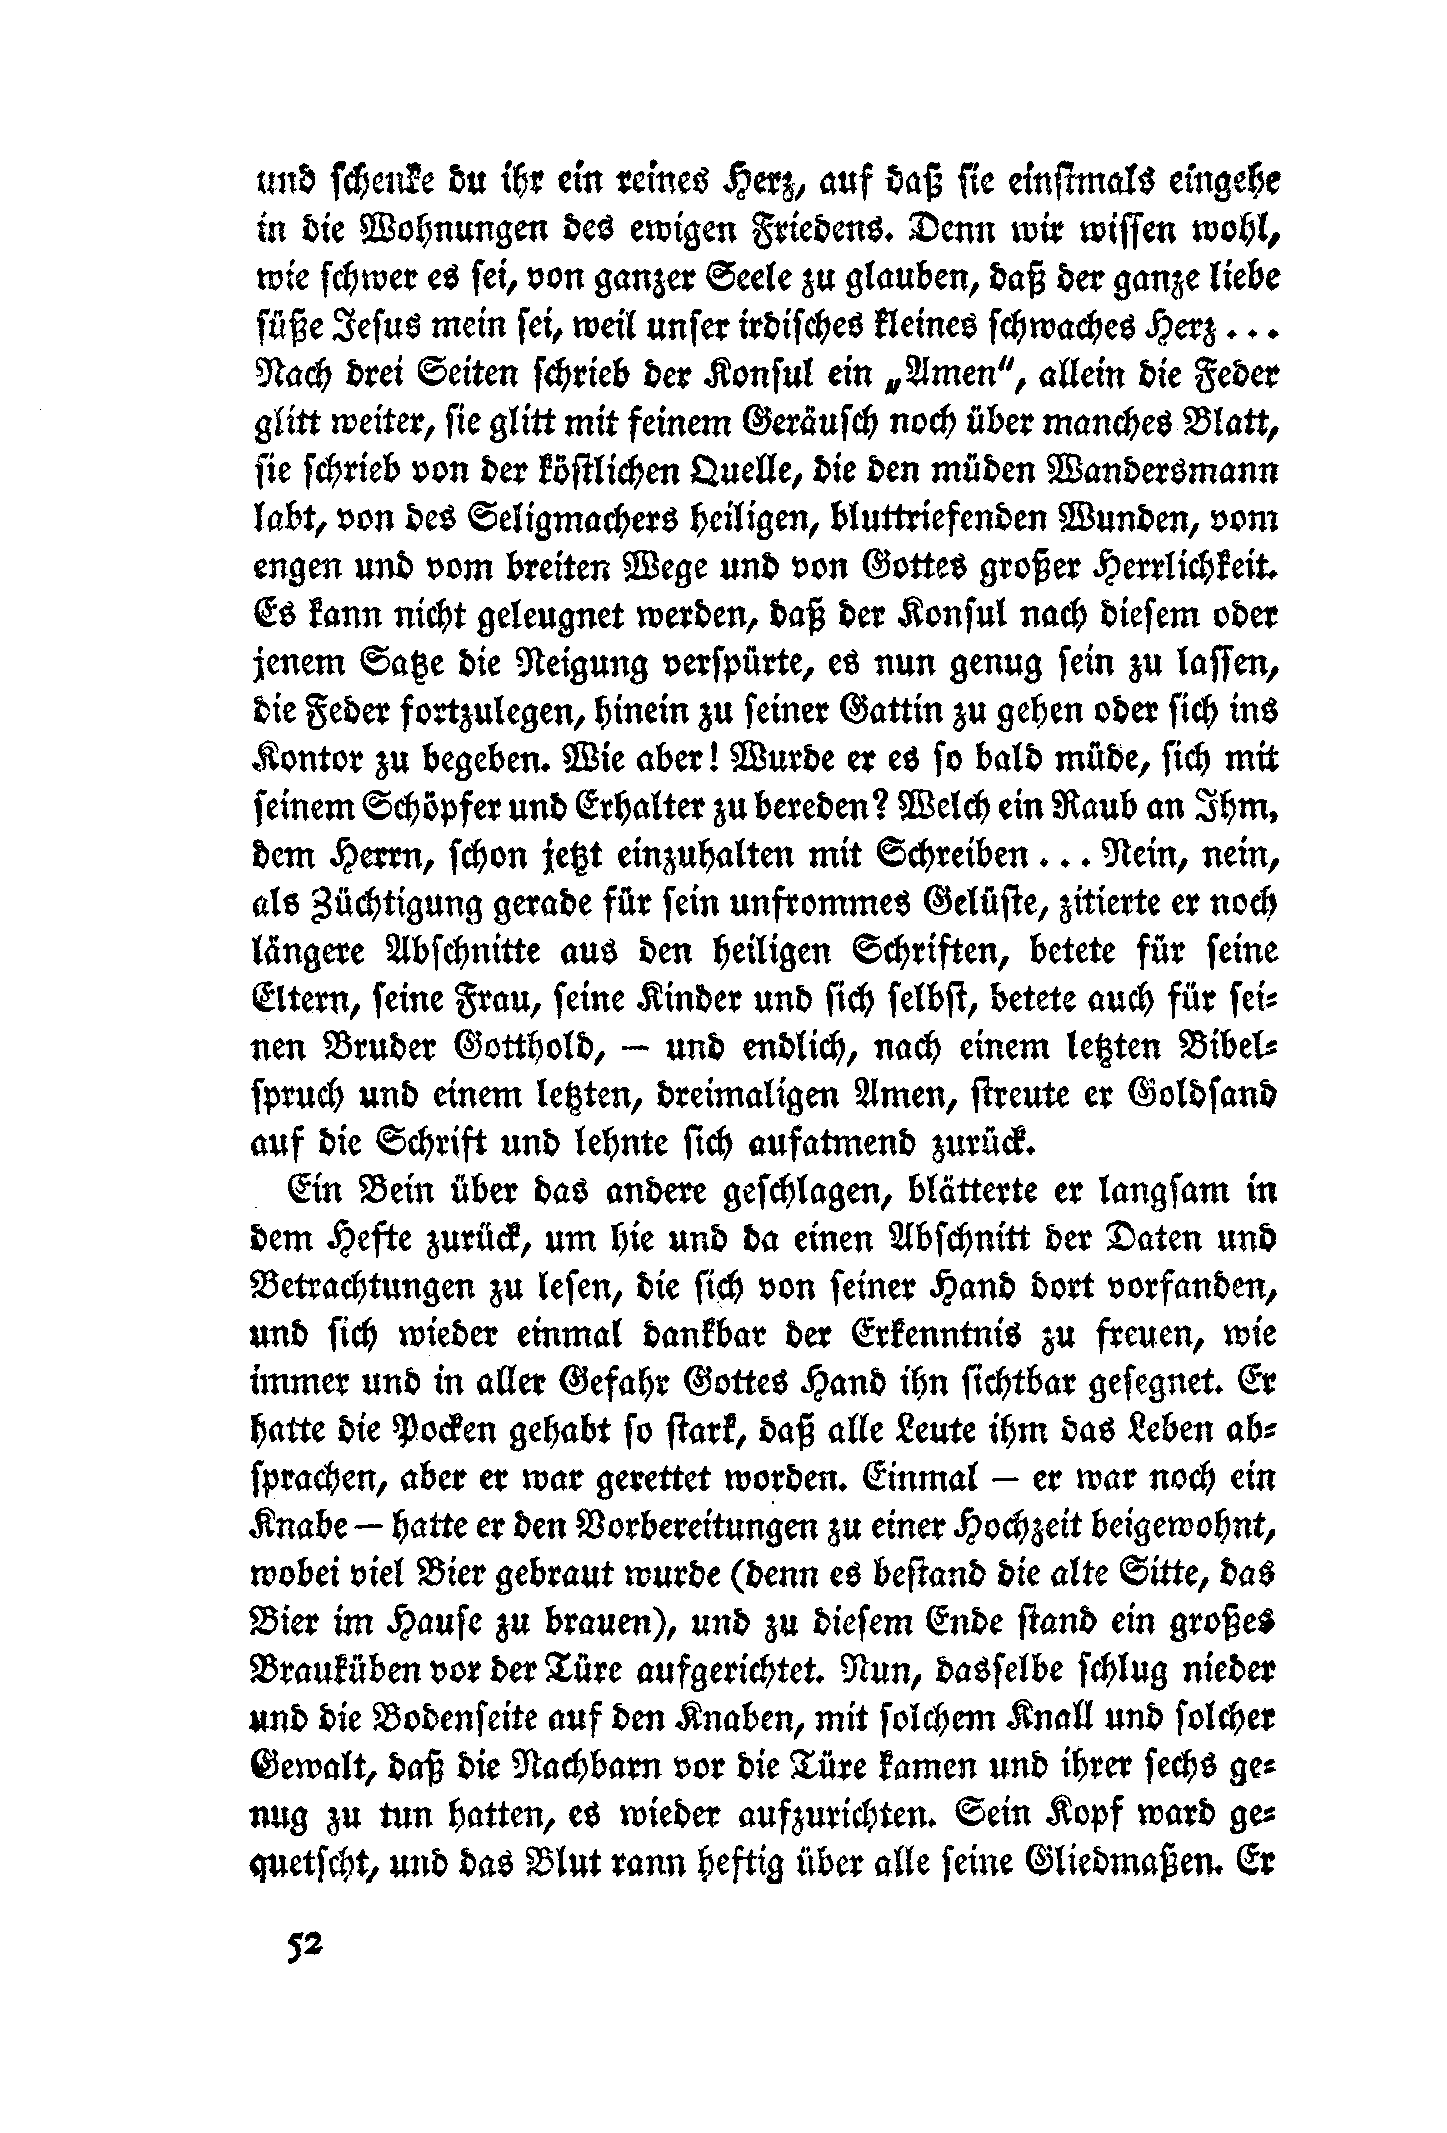 und schenke du ihr ein reines Herz, auf daß sie einstmals eingehe
in die Wohnungen des ewigen Friedens. Denn wir wissen wohl,
wie schwer es sei, von ganzer Seele zu glauben, daß der ganze liebe
süße Jesus mein sei, weil unser irdisches kleines schwaches Herz...
Nach drei Seiten schrieb der Konsul ein „Amen“, allein die Feder
glitt weiter, sie glitt mit feinem Geräusch noch über manches Blatt,
sie schrieb von der köstlichen Quelle, die den müden Wandersmann
labt, von des Seligmachers heiligen, bluttriefenden Wunden, vom
engen und vom breiten Wege und von Gottes großer Herrlichkeit.
Es kann nicht geleugnet werden, daß der Konsul nach diesem oder
jenem Satze die Neigung verspürte, es nun genug sein zu lassen,
die Feder fortzulegen, hinein zu seiner Gattin zu gehen oder sich ins
Kontor zu begeben. Wie aber! Wurde er es so bald müde, sich mit
seinem Schöpfer und Erhalter zu bereden? Welch ein Raub an Ihm,
dem Herrn, schon jetzt einzuhalten mit Schreiben... Nein, nein,
als Züchtigung gerade für sein unfrommes Gelüste, zitierte er noch
längere Abschnitte aus den heiligen Schriften, betete für seine
Eltern, seine Frau, seine Kinder und sich selbst, betete auch für sei-
nen Bruder Gotthold, — und endlich, nach einem letzten Bibel-
spruch und einem letzten, dreimaligen Amen, streute er Goldsand
auf die Schrift und lehnte sich aufatmend zurück.
Ein Bein über das andere geschlagen, blätterte er langsam in
dem Hefte zurück, um hie und da einen Abschnitt der Daten und
Betrachtungen zu lesen, die sich von seiner Hand dort vorfanden,
und sich wieder einmal dankbar der Erkenntnis zu freuen, wie
immer und in aller Gefahr Gottes Hand ihn sichtbar gesegnet. Er
hatte die Pocken gehabt so stark, daß alle Leute ihm das Leben ab-
sprachen, aber er war gerettet worden. Einmal — er war noch ein
Knabe — hatte er den Vorbereitungen zu einer Hochzeit beigewohnt,
wobei viel Bier gebraut wurde (denn es bestand die alte Sitte, das
Bier im Hause zu brauen), und zu diesem Ende stand ein großes
Brauküben vor der Türe aufgerichtet. Nun, dasselbe schlug nieder
und die Bodenseite auf den Knaben, mit solchem Knall und solcher
Gewalt, daß die Nachbarn vor die Türe kamen und ihrer sechs ge-
nug zu tun hatten, es wieder aufzurichten. Sein Kopf ward ge-
quetscht, und das Blut rann heftig über alle seine Gliedmaßen. Er
52